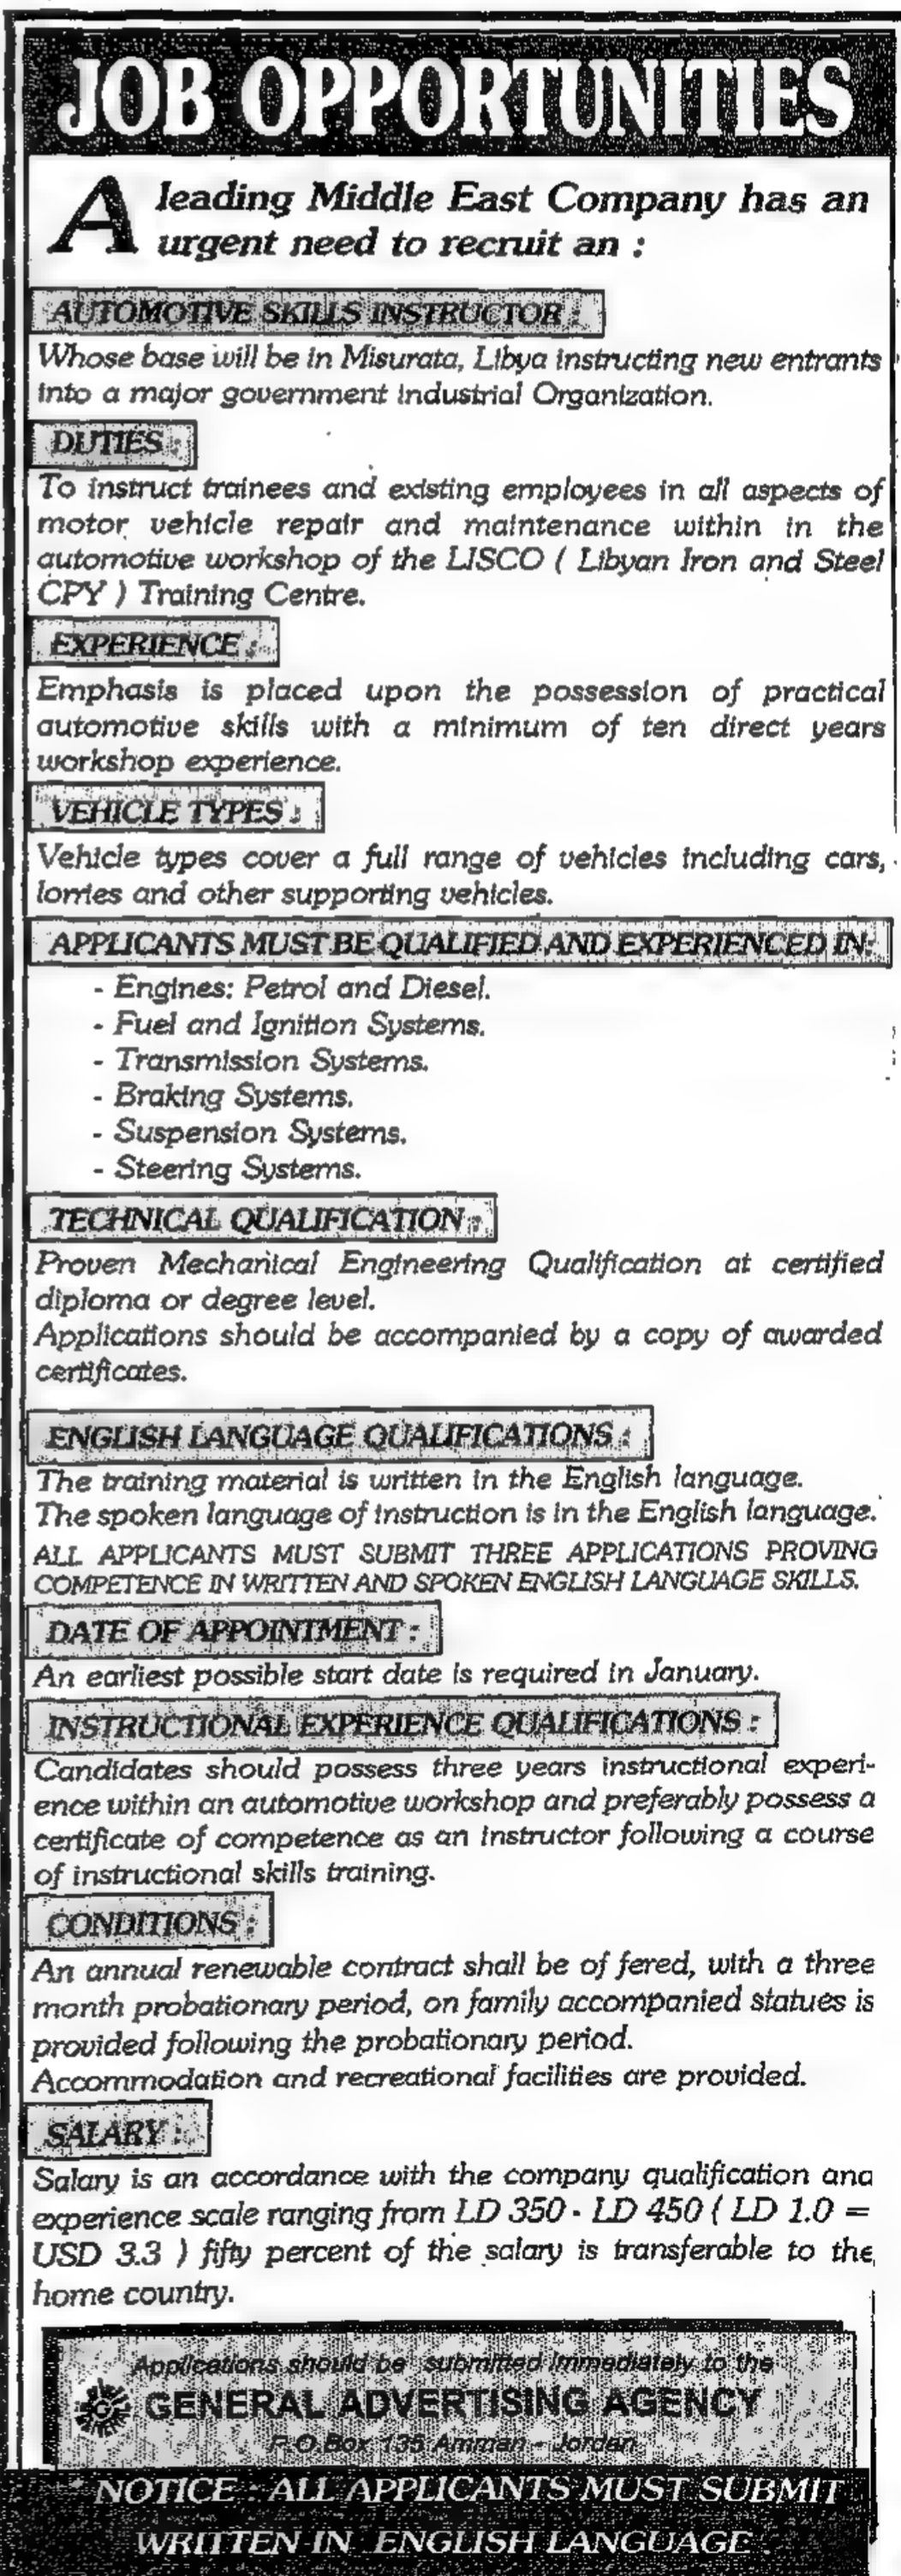 JOB OPPORTUNITIES
A leading Middle East Company has an
urgent need to recruit an :
AUTOMOTIVE SKILLS INSTRUCTOR :
Whose base will be in Misurata, Libya instructing new entrants
into a major government industrial Organization.
DUTIES :
To instruct trainees and existing employees in all aspects of
motor vehicle repair and maintenance within in the
automotive workshop of the LISCO ( Libyan Iron and Steel
CPY ) Training Centre.
EXPERIENCE :
Emphasis is placed upon the possession of practical
automotive skills with a minimum of ten direct years
workshop experience.
VEHICLE TYPES :
Vehicle types cover a full range of vehicles including cars,
lorries and other supporting vehicles.
APPLICANTS MUST BE QUALIFIED AND EXPERIENCED IN:
- Engines: Petrol and Diesel.
- Fuel and Ignition Systems.
- Transmission Systems.
- Braking Systems.
- Suspension Systems.
- Steering Systems.
TECHNICAL QUALIFICATION :
Proven Mechanical Engineering Qualification at certified
diploma or degree level.
Applications should be accompanied by a copy of awarded
certificates.
ENGLISH LANGUAGE QUALIFICATIONS :
The training material is written in the English language.
The spoken language of instruction is in the English language.
ALL APPLICANTS MUST SUBMIT THREE APPLICATIONS PROVING
COMPETENCE IN WRITTEN AND SPOKEN ENGLISH LANGUAGE SKILLS.
DATE OF APPOINTMENT :
An earliest possible start date is required in January.
INSTRUCTIONAL EXPERIENCE QUALIFICATIONS :
Candidates should possess three years instructional experi-
ence within an automotive workshop and preferably possess a
certificate of competence as an instructor following a course
of instructional skills training.
CONDITIONS :
An annual renewable contract shall be of fered, with a three
month probationary period, on family accompanied statues is
provided following the probationary period.
Accommodation and recreational facilities are provided.
SALARY :
Salary is an accordance with the company qualification and
experience scale ranging from LD 350 - LD 450 ( LD 1.0 =
USD 3.3 ) fifty percent of the salary is transferable to the
home country.
Applications should be submitted immediately to the
GENERAL ADVERTISING AGENCY
P.O.Box 135 Amman - Jordan
NOTICE : ALL APPLICANTS MUST SUBMIT
WRITTEN IN ENGLISH LANGUAGE .